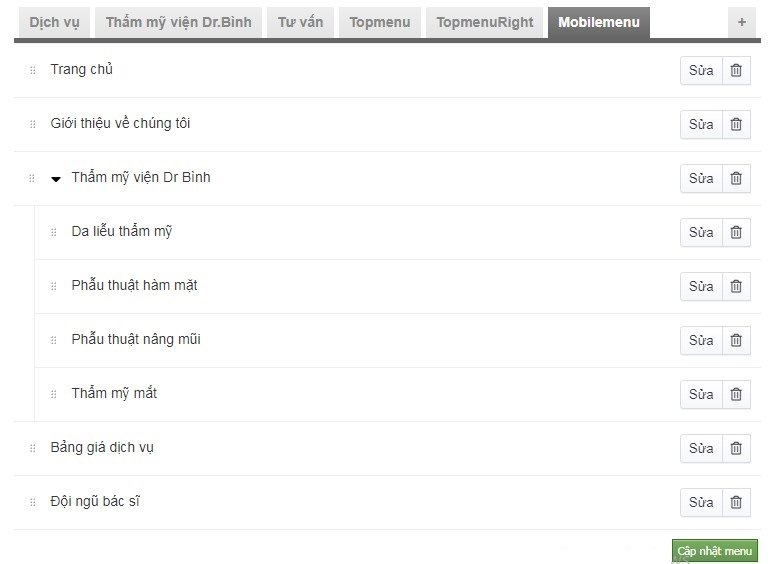 Dịch vụ Thẩm mỹ viện Dr.Bình Tư vấn Topmenu TopmenuRight Mobilemenu +
Trang chủ Sửa
Giới thiệu về chúng tôi Sửa
Thẩm mỹ viện Dr Bình Sửa
Da liễu thẩm mỹ Sửa
Phẫu thuật hàm mặt Sửa
Phẫu thuật nâng mũi Sửa
Thẩm mỹ mắt Sửa
Bảng giá dịch vụ Sửa
Đội ngũ bác sĩ Sửa
Cập nhật menu